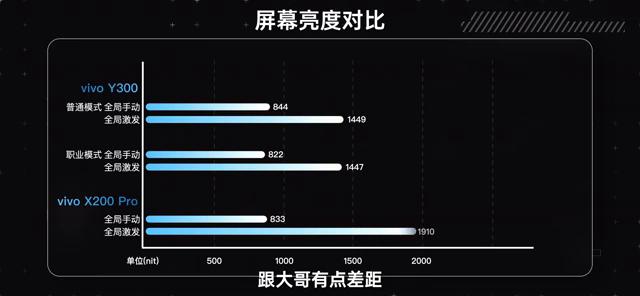 屏幕亮度对比
vivo Y300
普通模式 全局手动 844
全局激发 1449
职业模式 全局手动 822
全局激发 1447
vivo X200 Pro
全局手动 833
全局激发 1910
单位(nit) 500 1000 1500 2000
跟大哥有点差距